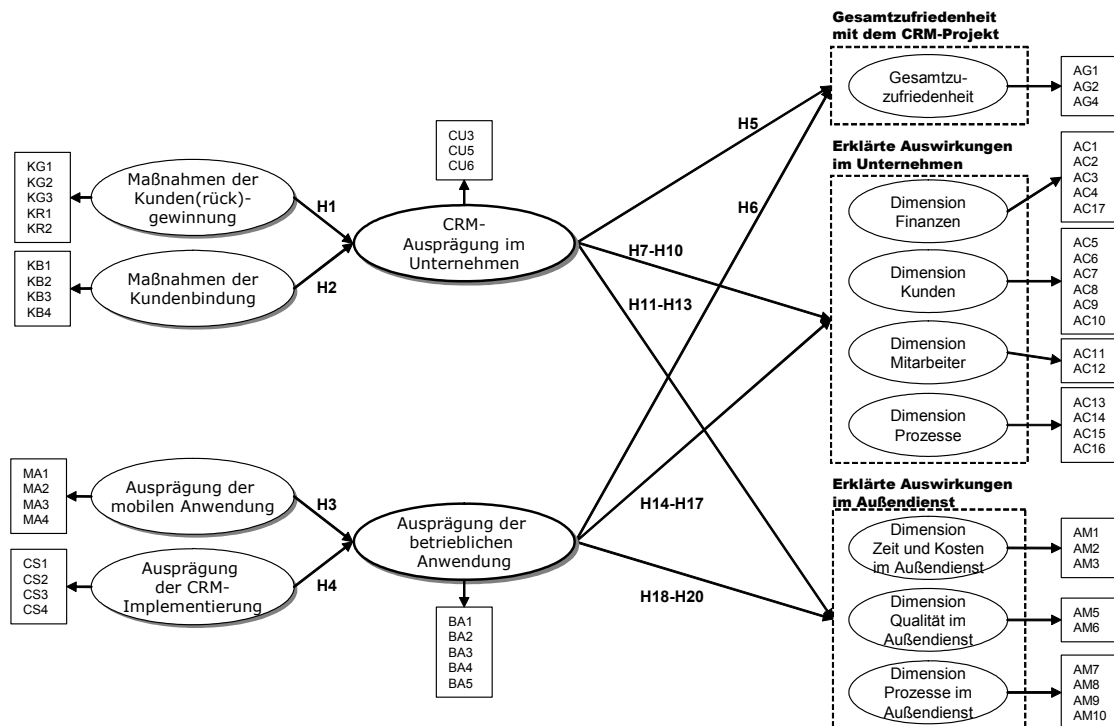 Gesamtzufriedenheit
mit dem CRM-Projekt
Gesamtzu-
zufriedenheit
AG1
AG2
AG4
H5
CU3
CU5
CU6
KG1
KG2
KG3
KR1
KR2
Maßnahmen der
Kunden(rück)-
gewinnung
H1
KB1
KB2
KB3
KB4
Maßnahmen der
Kundenbindung
H2
CRM-
Ausprägung im
Unternehmen
H6
H7-H10
H11-H13
Erklärte Auswirkungen
im Unternehmen
Dimension
Finanzen
AC1
AC2
AC3
AC4
AC17
Dimension
Kunden
AC5
AC6
AC7
AC8
AC9
AC10
Dimension
Mitarbeiter
AC11
AC12
Dimension
Prozesse
AC13
AC14
AC15
AC16
MA1
MA2
MA3
MA4
Ausprägung der
mobilen Anwendung
H3
CS1
CS2
CS3
CS4
Ausprägung
der CRM-
Implementierung
H4
Ausprägung der
betrieblichen
Anwendung
BA1
BA2
BA3
BA4
BA5
H14-H17
H18-H20
Erklärte Auswirkungen
im Außendienst
Dimension
Zeit und Kosten
im Außendienst
AM1
AM2
AM3
Dimension
Qualität im
Außendienst
AM5
AM6
Dimension
Prozesse im
Außendienst
AM7
AM8
AM9
AM10